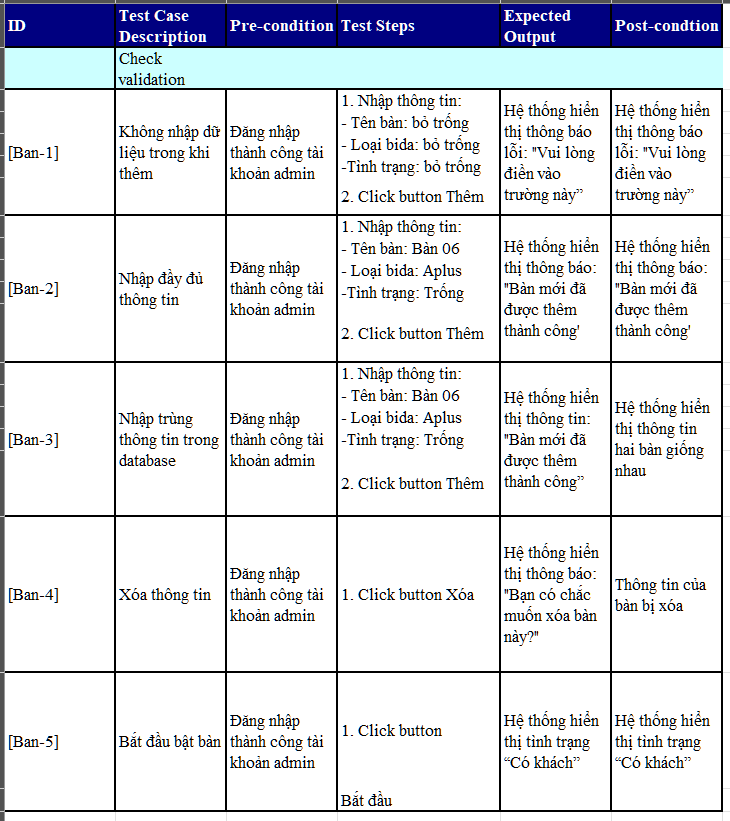 ID
Test Case
Description
Pre-condition
Test Steps
Expected
Output
Post-condtion
Check
validation
[Ban-1]
Không nhập dữ
liệu trong khi
thêm
Đăng nhập
thành công tài
khoản admin
1. Nhập thông tin:
- Tên bàn: bỏ trống
- Loại bida: bỏ trống
-Tình trạng: bỏ trống
2. Click button Thêm
Hệ thống hiển
thị thông báo
lỗi: "Vui lòng
điền vào
trường này”
Hệ thống hiển
thị thông báo
lỗi: "Vui lòng
điền vào
trường này”
[Ban-2]
Nhập đầy đủ
thông tin
Đăng nhập
thành công tài
khoản admin
1. Nhập thông tin:
- Tên bàn: Bàn 06
- Loại bida: Aplus
-Tình trạng: Trống
2. Click button Thêm
Hệ thống hiển
thị thông báo:
"Bàn mới đã
được thêm
thành công'
Hệ thống hiển
thị thông báo:
"Bàn mới đã
được thêm
thành công'
[Ban-3]
Nhập trùng
thông tin trong
database
Đăng nhập
thành công tài
khoản admin
1. Nhập thông tin:
- Tên bàn: Bàn 06
- Loại bida: Aplus
-Tình trạng: Trống
2. Click button Thêm
Hệ thống hiển
thị thông tin:
"Bàn mới đã
được thêm
thành công”
Hệ thống hiển
thị thông tin
hai bàn giống
nhau
[Ban-4]
Xóa thông tin
Đăng nhập
thành công tài
khoản admin
1. Click button Xóa
Hệ thống hiển
thị thông báo:
"Bạn có chắc
muốn xóa bàn
này?"
Thông tin của
bàn bị xóa
[Ban-5]
Bắt đầu bật bàn
Đăng nhập
thành công tài
khoản admin
1. Click button
Bắt đầu
Hệ thống hiển
thị tình trạng
“Có khách”
Hệ thống hiển
thị tình trạng
“Có khách”